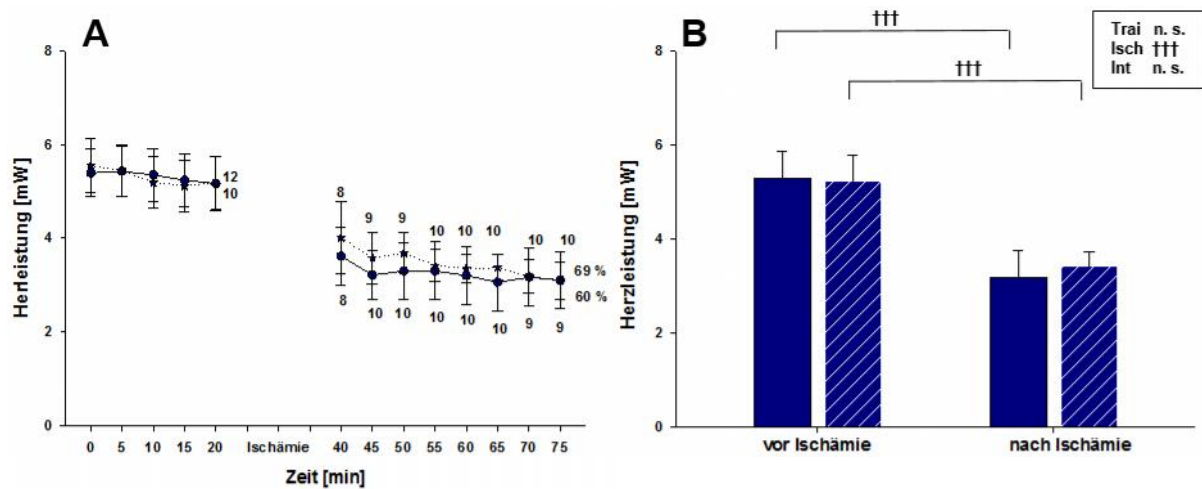 A
Herleistung [mW]
8
6
4
2
0
12
10
8 9 9 10 10 10 10 10
69 %
60 %
8 10 10 10 10 10 9 9
0 5 10 15 20 Ischämie 40 45 50 55 60 65 70 75
Zeit [min]
B
Herzleistung [mW]
8
6
4
2
0
†††
†††
Trai n. s.
Isch †††
Int n. s.
vor Ischämie nach Ischämie